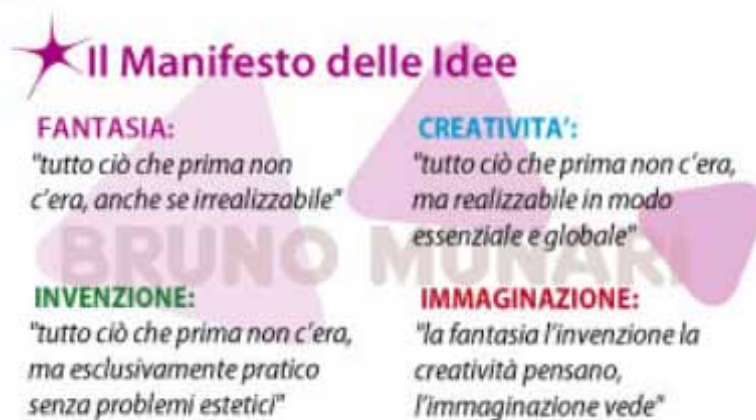 Il Manifesto delle Idee
FANTASIA:
"tutto ciò che prima non
c'era, anche se irrealizzabile"
CREATIVITA':
"tutto ciò che prima non c'era,
ma realizzabile in modo
essenziale e globale"
BRUNO MUNARI
INVENZIONE:
"tutto ciò che prima non c'era,
ma esclusivamente pratico
senza problemi estetici"
IMMAGINAZIONE:
"la fantasia l'invenzione la
creatività pensano,
l'immaginazione vede"